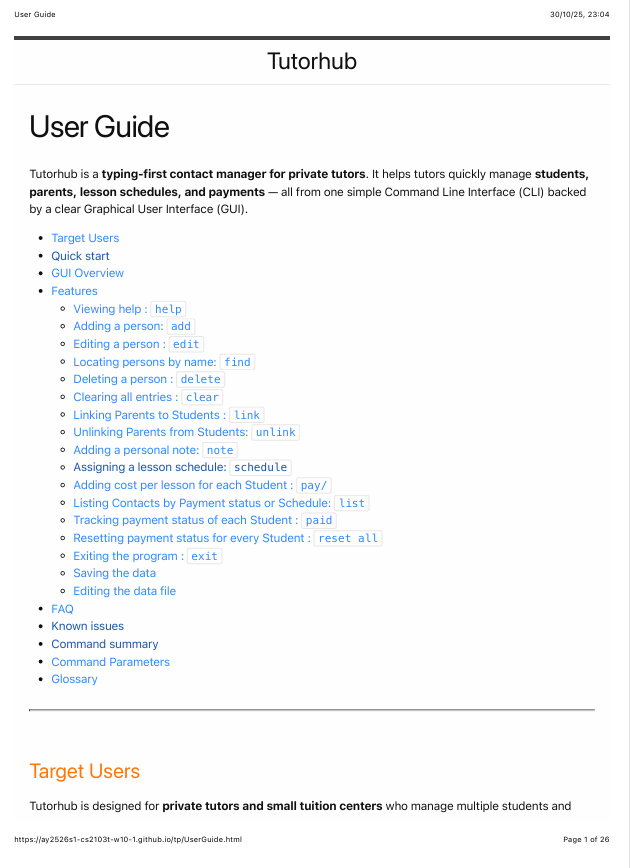 User Guide
30/10/25, 23:04
Tutorhub
User Guide
Tutorhub is a typing-first contact manager for private tutors. It helps tutors quickly manage students,
parents, lesson schedules, and payments — all from one simple Command Line Interface (CLI) backed
by a clear Graphical User Interface (GUI).
• Target Users
• Quick start
• GUI Overview
• Features
◦ Viewing help : help
◦ Adding a person: add
◦ Editing a person : edit
◦ Locating persons by name: find
◦ Deleting a person : delete
◦ Clearing all entries : clear
◦ Linking Parents to Students : link
◦ Unlinking Parents from Students: unlink
◦ Adding a personal note: note
◦ Assigning a lesson schedule: schedule
◦ Adding cost per lesson for each Student : pay/
◦ Listing Contacts by Payment status or Schedule: list
◦ Tracking payment status of each Student : paid
◦ Resetting payment status for every Student : reset all
◦ Exiting the program : exit
◦ Saving the data
◦ Editing the data file
• FAQ
• Known issues
• Command summary
• Command Parameters
• Glossary
Target Users
Tutorhub is designed for private tutors and small tuition centers who manage multiple students and
https://ay2526s1-cs2103t-w10-1.github.io/tp/UserGuide.html
Page 1 of 26